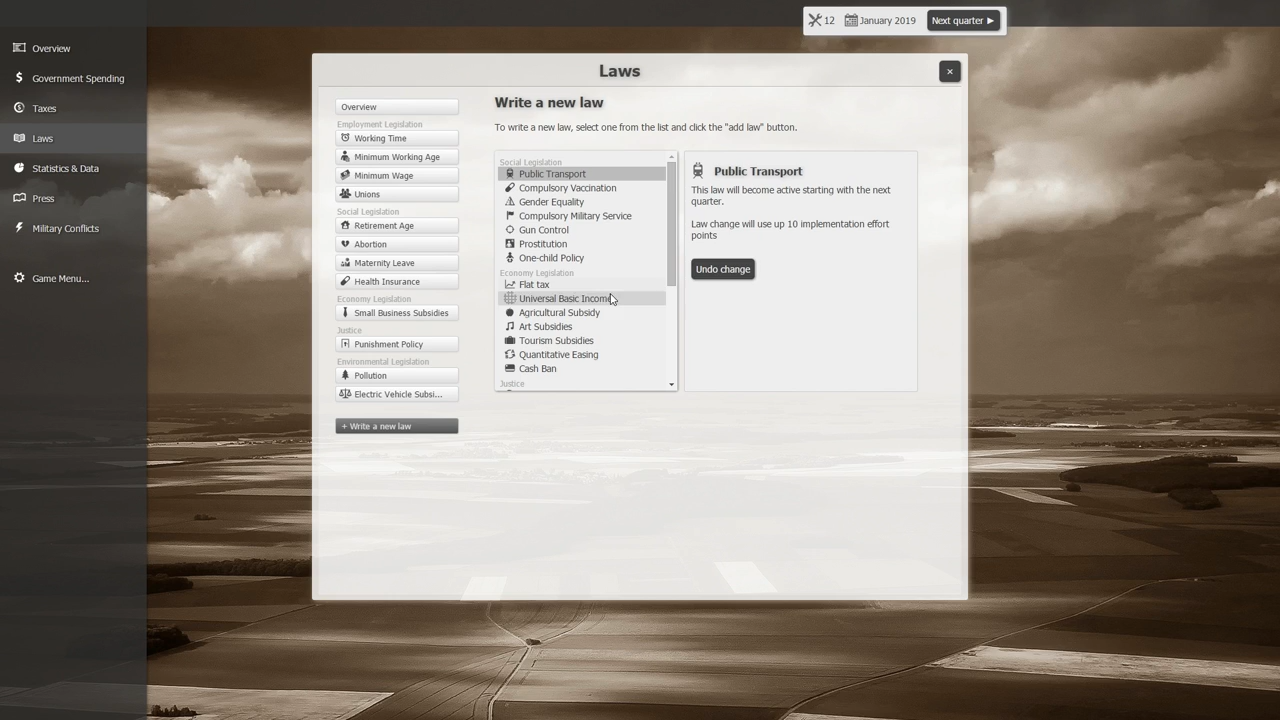 12
January 2019
Next quarter ►
Overview
Government Spending
Taxes
Laws
Statistics & Data
Press
Military Conflicts
Game Menu...
Laws
×
Overview
Employment Legislation
Working Time
Minimum Working Age
Minimum Wage
Unions
Social Legislation
Retirement Age
Abortion
Maternity Leave
Health Insurance
Economy Legislation
Small Business Subsidies
Justice
Punishment Policy
Environmental Legislation
Pollution
Electric Vehicle Subsi...
+ Write a new law
Write a new law
To write a new law, select one from the list and click the "add law" button.
Social Legislation
Public Transport
Compulsory Vaccination
Gender Equality
Compulsory Military Service
Gun Control
Prostitution
One-child Policy
Economy Legislation
Flat tax
Universal Basic Income
Agricultural Subsidy
Art Subsidies
Tourism Subsidies
Quantitative Easing
Cash Ban
Justice
Public Transport
This law will become active starting with the next
quarter.
Law change will use up 10 implementation effort
points
Undo change